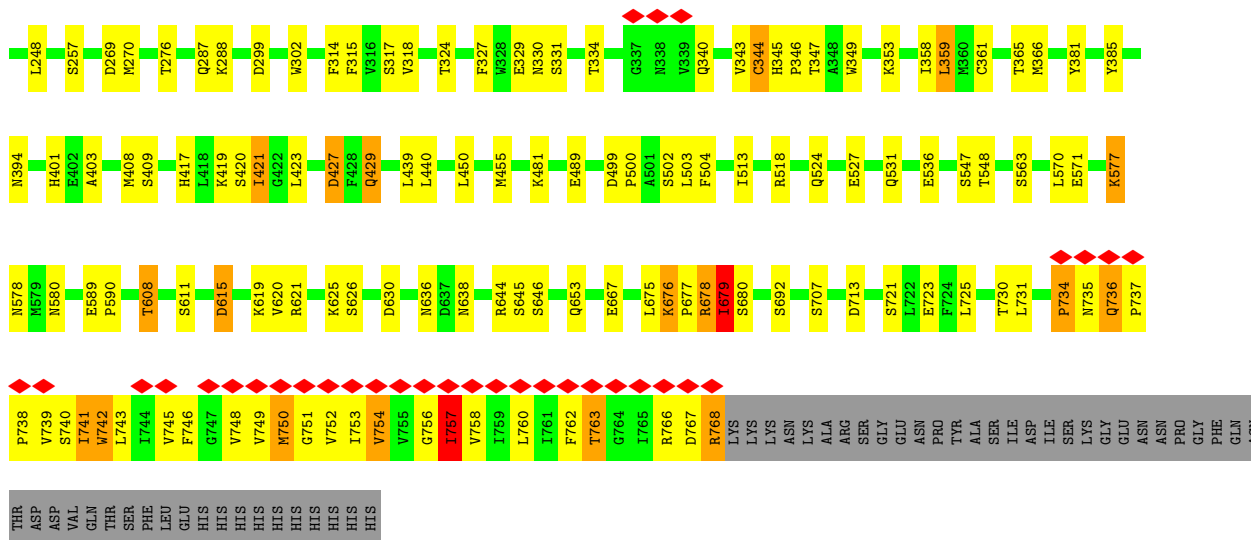 L248 S257 D269 M270 T276 Q287 K288 D299 W302 F314 F315 V316 S317 V318 T324 F327 W328 E329 N330 S331 T334 G337 N338 V339 Q340 V343 C344 H345 P346 T347 A348 W349 K353 I358 L359 M360 C361 T365 M366 Y381 Y385
N394 H401 E402 A403 M408 S409 H417 L418 K419 S420 I421 G422 L423 D427 F428 Q429 L439 L440 L450 M455 K481 E489 D499 P500 A501 S502 L503 F504 I513 R518 Q524 E527 Q531 E536 S547 T548 S563 L570 E571 K577
N578 M579 N580 E589 P590 T608 S611 D615 K619 V620 R621 K625 S626 D630 N636 D637 N638 R644 S645 S646 Q653 E667 L675 K676 P677 R678 I679 S680 S692 S707 D713 S721 L722 E723 F724 L725 T730 L731 P734 N735 Q736 P737
P738 V739 S740 I741 W742 L743 I744 V745 F746 G747 V748 V749 M750 G751 V752 I753 V754 V755 G756 I757 V758 I759 L760 I761 F762 T763 G764 I765 R766 D767 R768 LYS LYS LYS ASN LYS ALA ARG SER GLY GLU ASN PRO TYR ALA SER ILE ASP ILE SER LYS GLY GLU ASN ASN PRO GLY PHE GLN
THR ASP ASP VAL GLN THR SER PHE LEU GLU HIS HIS HIS HIS HIS HIS HIS HIS HIS HIS